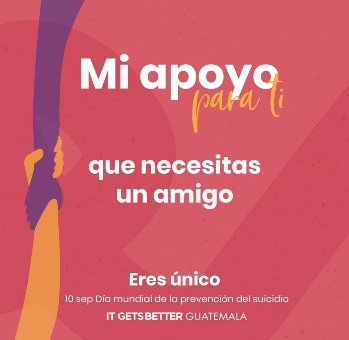 Mi apoyo
para ti
que necesitas
un amigo
Eres único
10 sep Día mundial de la prevención del suicidio
IT GETS BETTER GUATEMALA